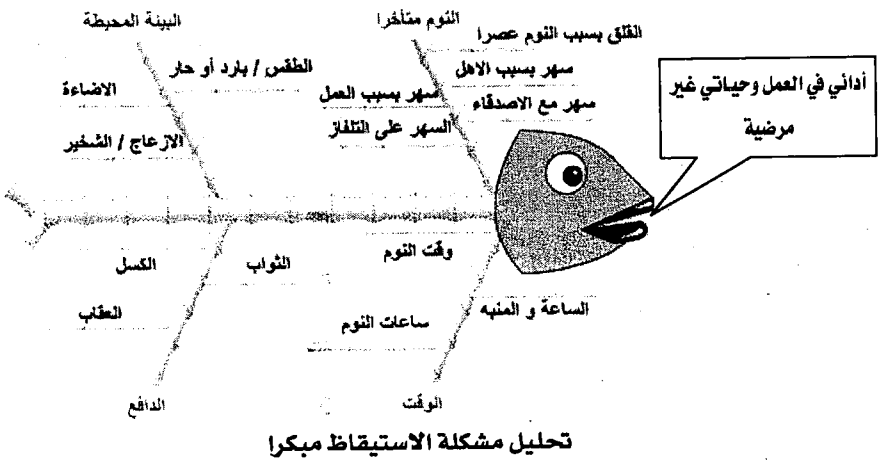 النوم متأخرا
البيئة المحيطة
القلق بسبب النوم عصرا
سهر بسبب الاهل
سهر مع الاصدقاء
سهر بسبب العمل
السهر على التلفاز
الطقس / بارد أو حار
الاضاءة
الازعاج / الشخير
أدائي في العمل وحياتي غير
مرضية
وقت النوم
الثواب
الكسل
الساعة و المنبه
ساعات النوم
العقاب
الوقت
الدافع
تحليل مشكلة الاستيقاظ مبكرا